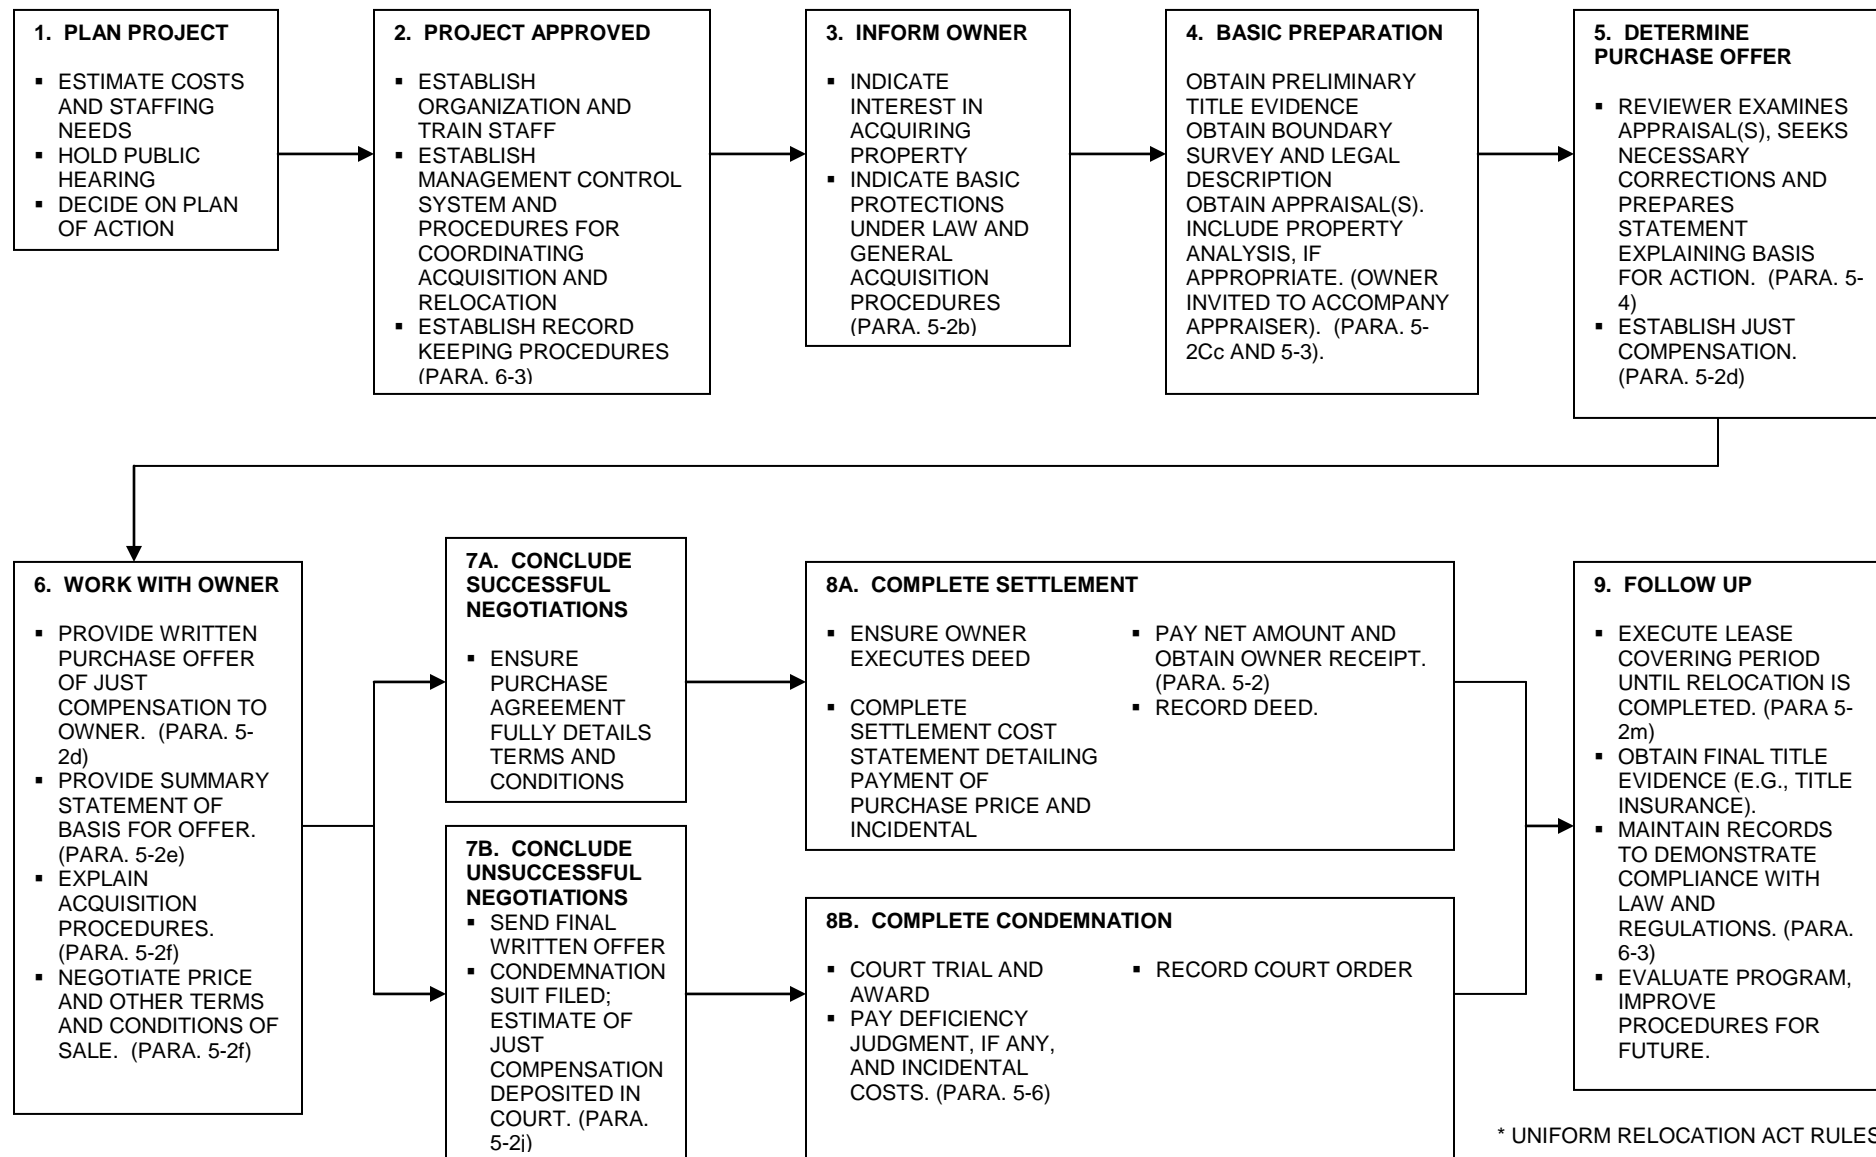 1. PLAN PROJECT
▪ ESTIMATE COSTS
AND STAFFING
NEEDS
▪ HOLD PUBLIC
HEARING
▪ DECIDE ON PLAN
OF ACTION
2. PROJECT APPROVED
▪ ESTABLISH
ORGANIZATION AND
TRAIN STAFF
▪ ESTABLISH
MANAGEMENT CONTROL
SYSTEM AND
PROCEDURES FOR
COORDINATING
ACQUISITION AND
RELOCATION
▪ ESTABLISH RECORD
KEEPING PROCEDURES
(PARA. 6-3)
3. INFORM OWNER
▪ INDICATE
INTEREST IN
ACQUIRING
PROPERTY
▪ INDICATE BASIC
PROTECTIONS
UNDER LAW AND
GENERAL
ACQUISITION
PROCEDURES
(PARA. 5-2b)
4. BASIC PREPARATION
OBTAIN PRELIMINARY
TITLE EVIDENCE
OBTAIN BOUNDARY
SURVEY AND LEGAL
DESCRIPTION
OBTAIN APPRAISAL(S).
INCLUDE PROPERTY
ANALYSIS, IF
APPROPRIATE. (OWNER
INVITED TO ACCOMPANY
APPRAISER). (PARA. 5-
2Cc AND 5-3).
5. DETERMINE
PURCHASE OFFER
▪ REVIEWER EXAMINES
APPRAISAL(S), SEEKS
NECESSARY
CORRECTIONS AND
PREPARES
STATEMENT
EXPLAINING BASIS
FOR ACTION. (PARA. 5-
4)
▪ ESTABLISH JUST
COMPENSATION.
(PARA. 5-2d)
6. WORK WITH OWNER
▪ PROVIDE WRITTEN
PURCHASE OFFER
OF JUST
COMPENSATION TO
OWNER. (PARA. 5-
2d)
▪ PROVIDE SUMMARY
STATEMENT OF
BASIS FOR OFFER.
(PARA. 5-2e)
▪ EXPLAIN
ACQUISITION
PROCEDURES.
(PARA. 5-2f)
▪ NEGOTIATE PRICE
AND OTHER TERMS
AND CONDITIONS OF
SALE. (PARA. 5-2f)
7A. CONCLUDE
SUCCESSFUL
NEGOTIATIONS
▪ ENSURE
PURCHASE
AGREEMENT
FULLY DETAILS
TERMS AND
CONDITIONS
7B. CONCLUDE
UNSUCCESSFUL
NEGOTIATIONS
▪ SEND FINAL
WRITTEN OFFER
▪ CONDEMNATION
SUIT FILED;
ESTIMATE OF
JUST
COMPENSATION
DEPOSITED IN
COURT. (PARA.
5-2j)
8A. COMPLETE SETTLEMENT
▪ ENSURE OWNER
EXECUTES DEED
▪ COMPLETE
SETTLEMENT COST
STATEMENT DETAILING
PAYMENT OF
PURCHASE PRICE AND
INCIDENTAL
▪ PAY NET AMOUNT AND
OBTAIN OWNER RECEIPT.
(PARA. 5-2)
▪ RECORD DEED.
8B. COMPLETE CONDEMNATION
▪ COURT TRIAL AND
AWARD
▪ PAY DEFICIENCY
JUDGMENT, IF ANY,
AND INCIDENTAL
COSTS. (PARA. 5-6)
▪ RECORD COURT ORDER
9. FOLLOW UP
▪ EXECUTE LEASE
COVERING PERIOD
UNTIL RELOCATION IS
COMPLETED. (PARA 5-
2m)
▪ OBTAIN FINAL TITLE
EVIDENCE (E.G., TITLE
INSURANCE).
▪ MAINTAIN RECORDS
TO DEMONSTRATE
COMPLIANCE WITH
LAW AND
REGULATIONS. (PARA.
6-3)
▪ EVALUATE PROGRAM,
IMPROVE
PROCEDURES FOR
FUTURE.
* UNIFORM RELOCATION ACT RULES